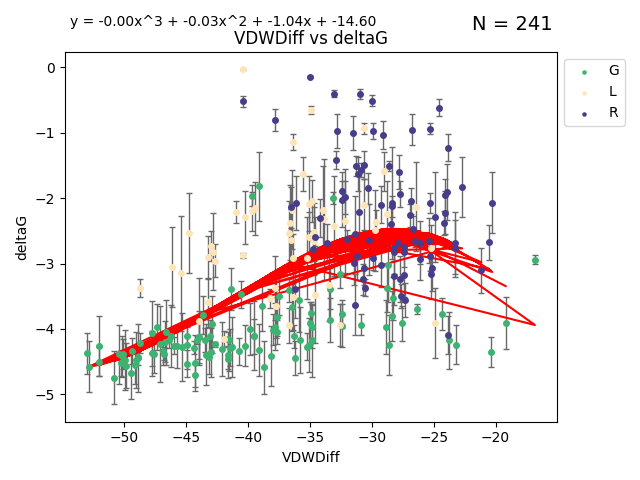 y = -0.00x^3 + -0.03x^2 + -1.04x + -14.60
N = 241
VDWDiff vs deltaG
G
L
R
deltaG
0
−1
−2
−3
−4
−5
−50 −45 −40 −35 −30 −25 −20
VDWDiff